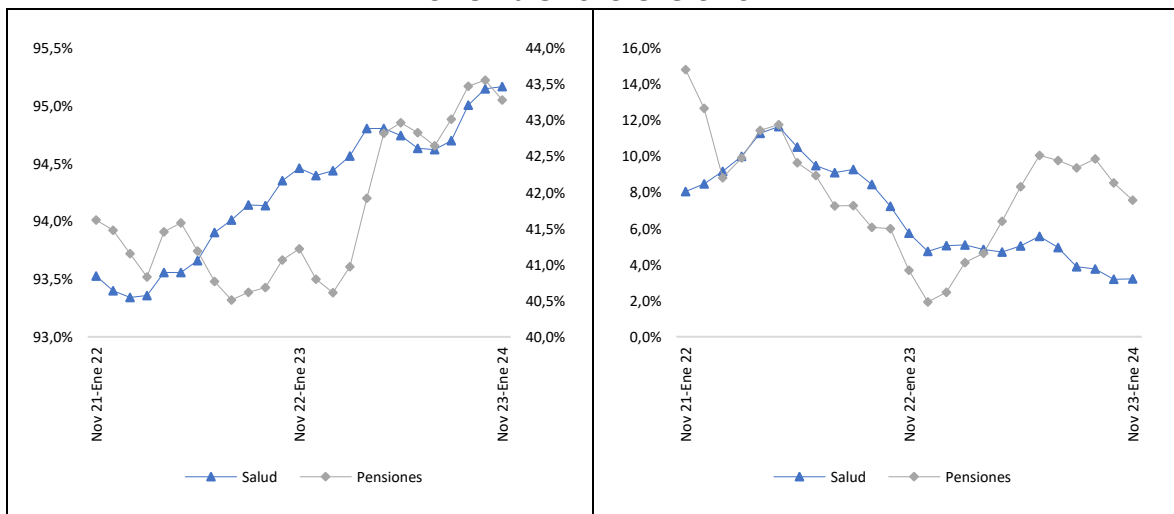 95,5%
95,0%
94,5%
94,0%
93,5%
93,0%
44,0%
43,5%
43,0%
42,5%
42,0%
41,5%
41,0%
40,5%
40,0%
Nov 21-Ene 22
Nov 22-Ene 23
Nov 23-Ene 24
Salud
Pensiones
16,0%
14,0%
12,0%
10,0%
8,0%
6,0%
4,0%
2,0%
0,0%
Nov 21-Ene 22
Nov 22-ene 23
Nov 23-Ene 24
Salud
Pensiones